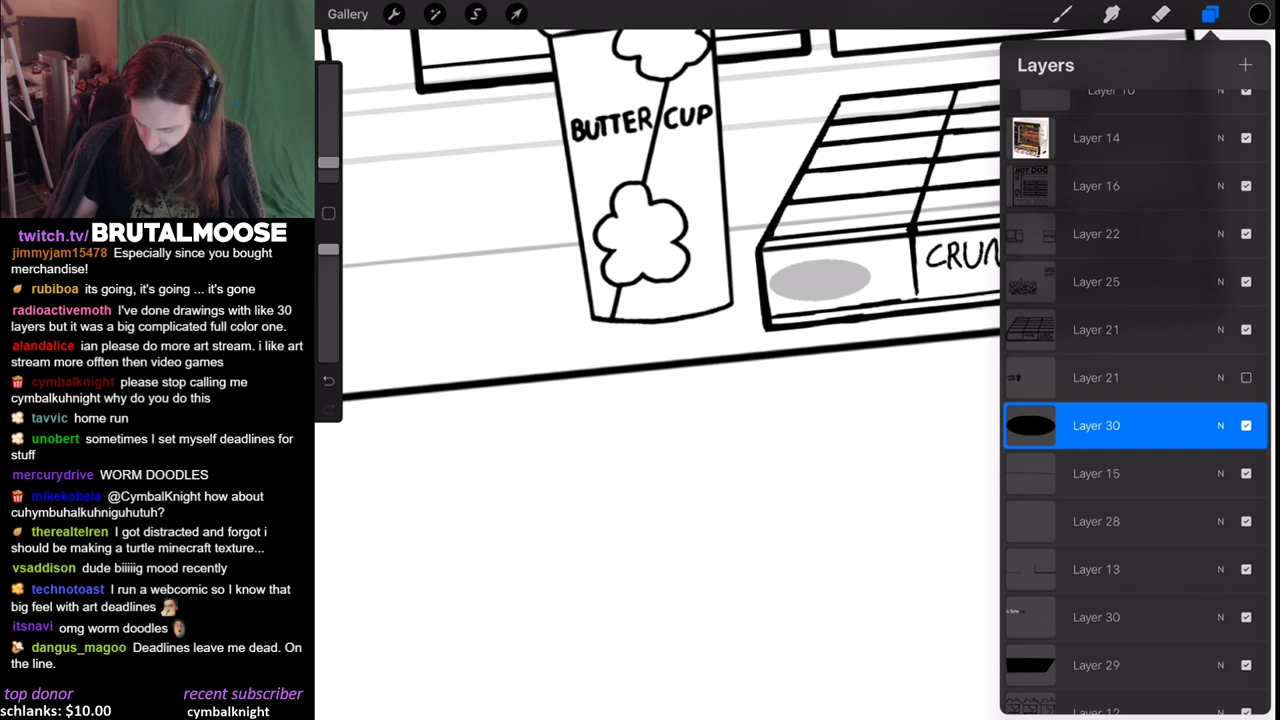 twitch.tv/BRUTALMOOSE
jimmyjam15478 Especially since you bought
merchandise!
rubiboa its going, it's going ... it's gone
radioactivemoth I've done drawings with like 30
layers but it was a big complicated full color one.
alandalice ian please do more art stream. i like art
stream more offten then video games
cymbalknight please stop calling me
cymbalkuhnight why do you do this
tavvic home run
unobert sometimes I set myself deadlines for
stuff
mercurydrive WORM DOODLES
mikekobela @CymbalKnight how about
cuhymbuhalkuhniguhutuh?
therealtelren I got distracted and forgot i
should be making a turtle minecraft texture...
vsaddison dude biiiiig mood recently
technotoast I run a webcomic so I know that
big feel with art deadlines
itsnavi omg worm doodles
dangus_magoo Deadlines leave me dead. On
the line.
top donor
schlanks: $10.00
recent subscriber
cymbalknight
Gallery
BUTTER CUP
CRUN
Layers
Layer 10 N
Layer 14 N
HOT DOG
Layer 16 N
Layer 22 N
Layer 25 N
Layer 21 N
Layer 21 N
Layer 30 N
Layer 15 N
Layer 28 N
Layer 13 N
Layer 30 N
Layer 29 N
Layer 12 N